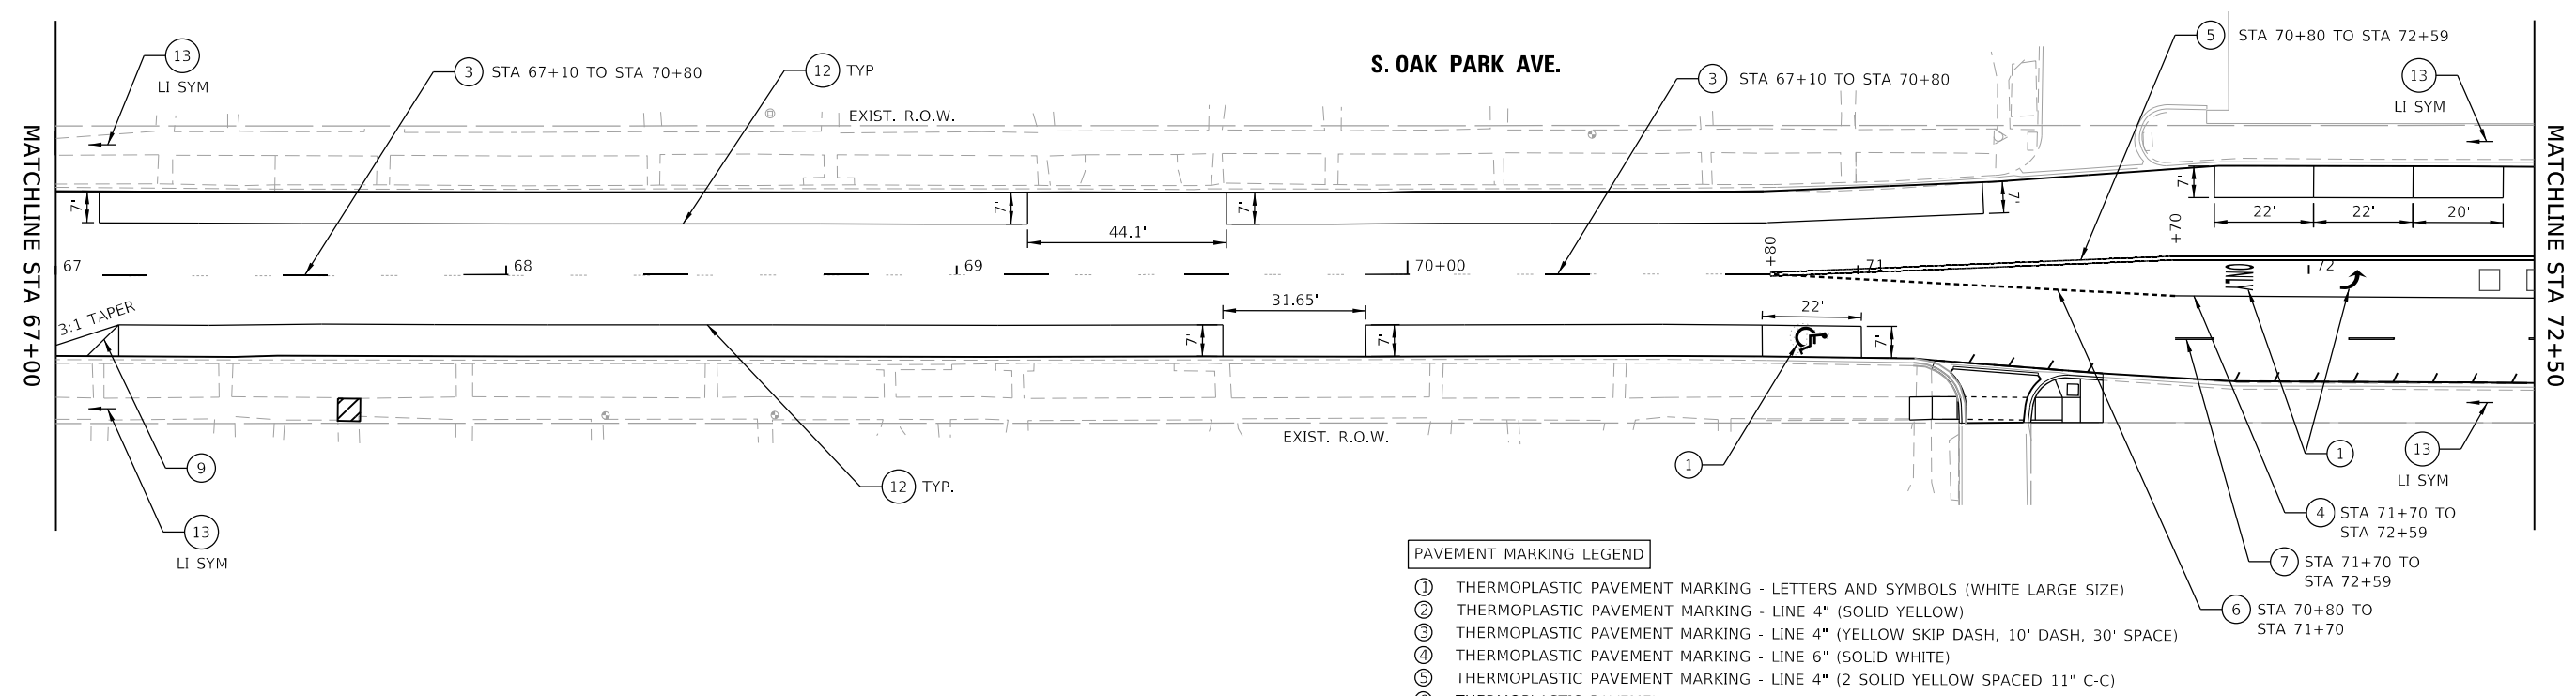 S. OAK PARK AVE.
MATCHLINE STA 67+00
MATCHLINE STA 72+50
13
LI SYM
3 STA 67+10 TO STA 70+80
12 TYP
3 STA 67+10 TO STA 70+80
5 STA 70+80 TO STA 72+59
13
LI SYM
EXIST. R.O.W.
7'
7'
7'
7'
7'
44.1'
22'
22'
20'
+80
+70
67
68
69
70+00
71
72
ONLY
3:1 TAPER
31.65'
22'
7'
7'
7'
EXIST. R.O.W.
9
12 TYP.
1
1
13
LI SYM
13
LI SYM
4 STA 71+70 TO
STA 72+59
7 STA 71+70 TO
STA 72+59
6 STA 70+80 TO
STA 71+70
PAVEMENT MARKING LEGEND
1 THERMOPLASTIC PAVEMENT MARKING - LETTERS AND SYMBOLS (WHITE LARGE SIZE)
2 THERMOPLASTIC PAVEMENT MARKING - LINE 4" (SOLID YELLOW)
3 THERMOPLASTIC PAVEMENT MARKING - LINE 4" (YELLOW SKIP DASH, 10' DASH, 30' SPACE)
4 THERMOPLASTIC PAVEMENT MARKING - LINE 6" (SOLID WHITE)
5 THERMOPLASTIC PAVEMENT MARKING - LINE 4" (2 SOLID YELLOW SPACED 11" C-C)